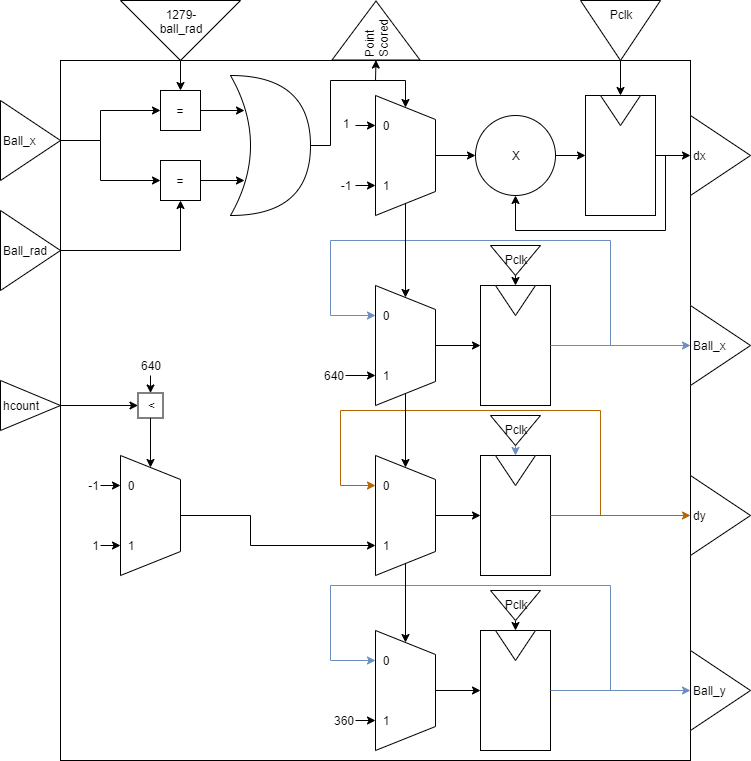 1279-
ball_rad
Point
Scored
Pclk
Ball_x
=
=
Ball_rad
1
0
-1
1
X
dx
Pclk
0
640
1
Ball_x
640
hcount
<
Pclk
-1
0
1
1
0
1
dy
Pclk
0
360
1
Ball_y